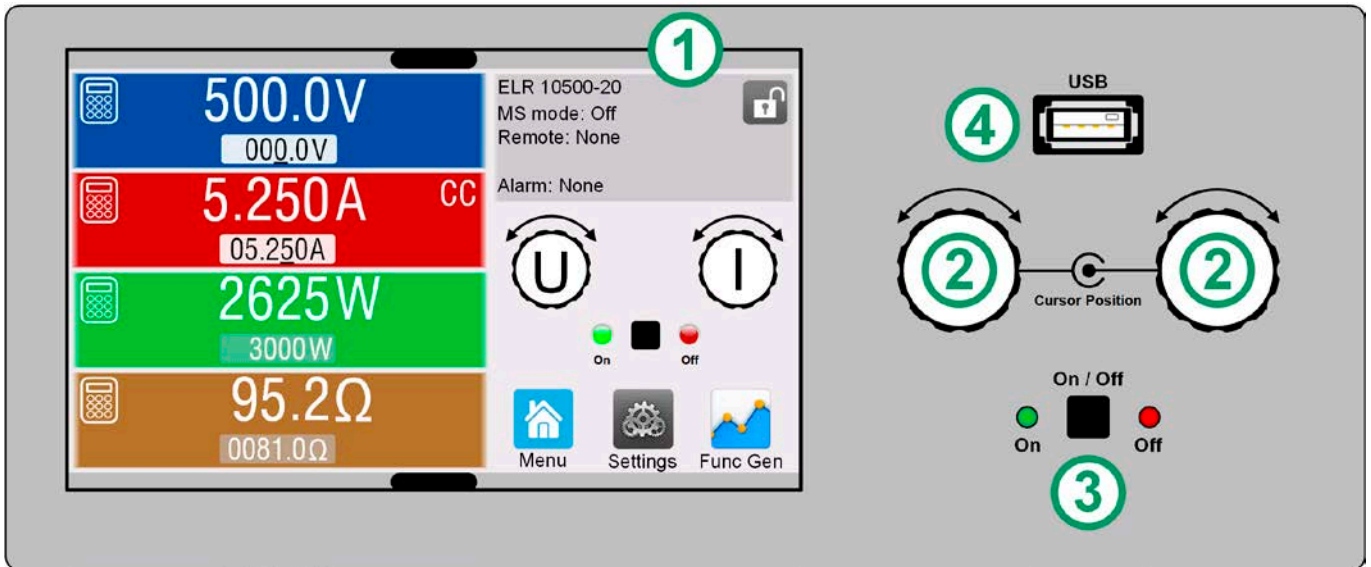 500.0V
000.0V
5.250A CC
05.250A
2625W
3000W
95.2Ω
0081.0Ω
1
ELR 10500-20
MS mode: Off
Remote: None
Alarm: None
U I
On Off
Menu Settings Func Gen
USB
4
2 2
Cursor Position
On / Off
On Off
3